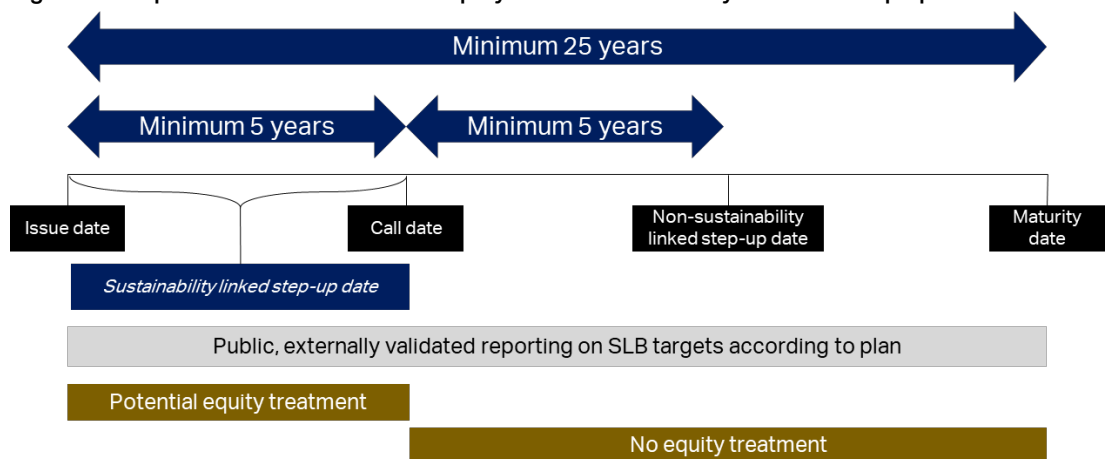 Minimum 25 years
Minimum 5 years
Minimum 5 years
Issue date
Call date
Non-sustainability
linked step-up date
Maturity
date
Sustainability linked step-up date
Public, externally validated reporting on SLB targets according to plan
Potential equity treatment
No equity treatment